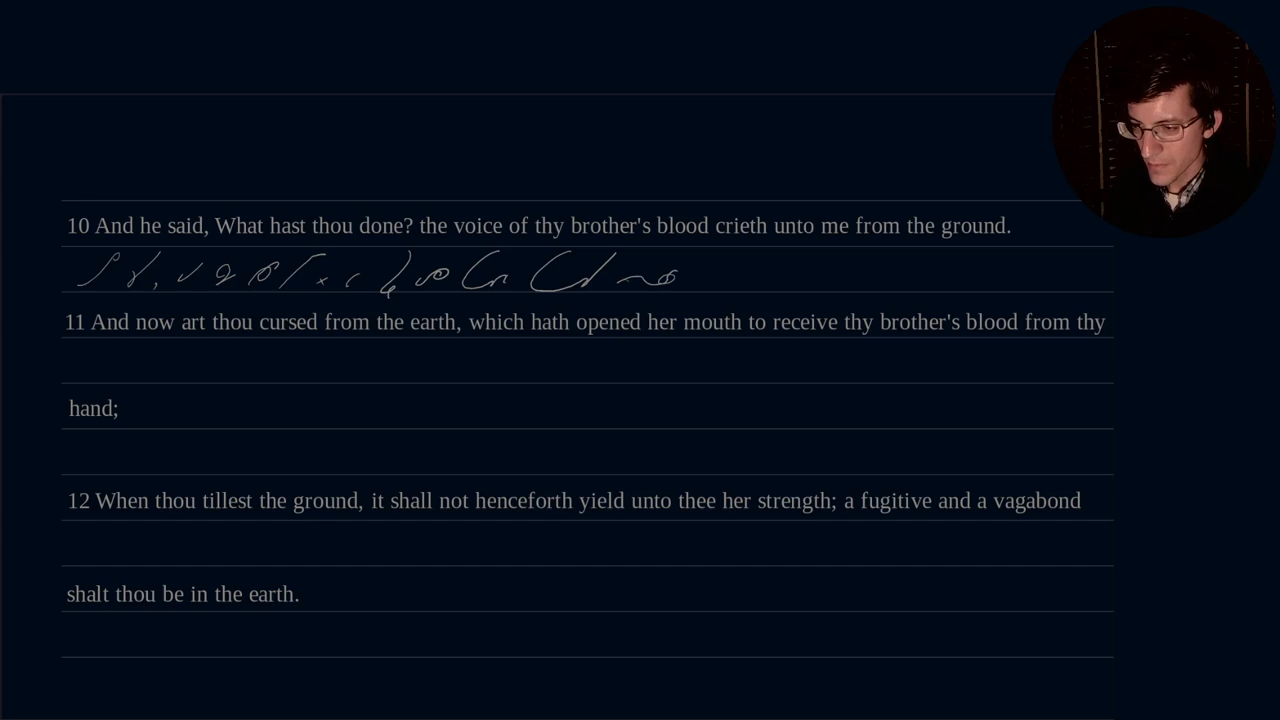 10 And he said, What hast thou done? the voice of thy brother's blood crieth unto me from the ground.
11 And now art thou cursed from the earth, which hath opened her mouth to receive thy brother's blood from thy
hand;
12 When thou tillest the ground, it shall not henceforth yield unto thee her strength; a fugitive and a vagabond
shalt thou be in the earth.